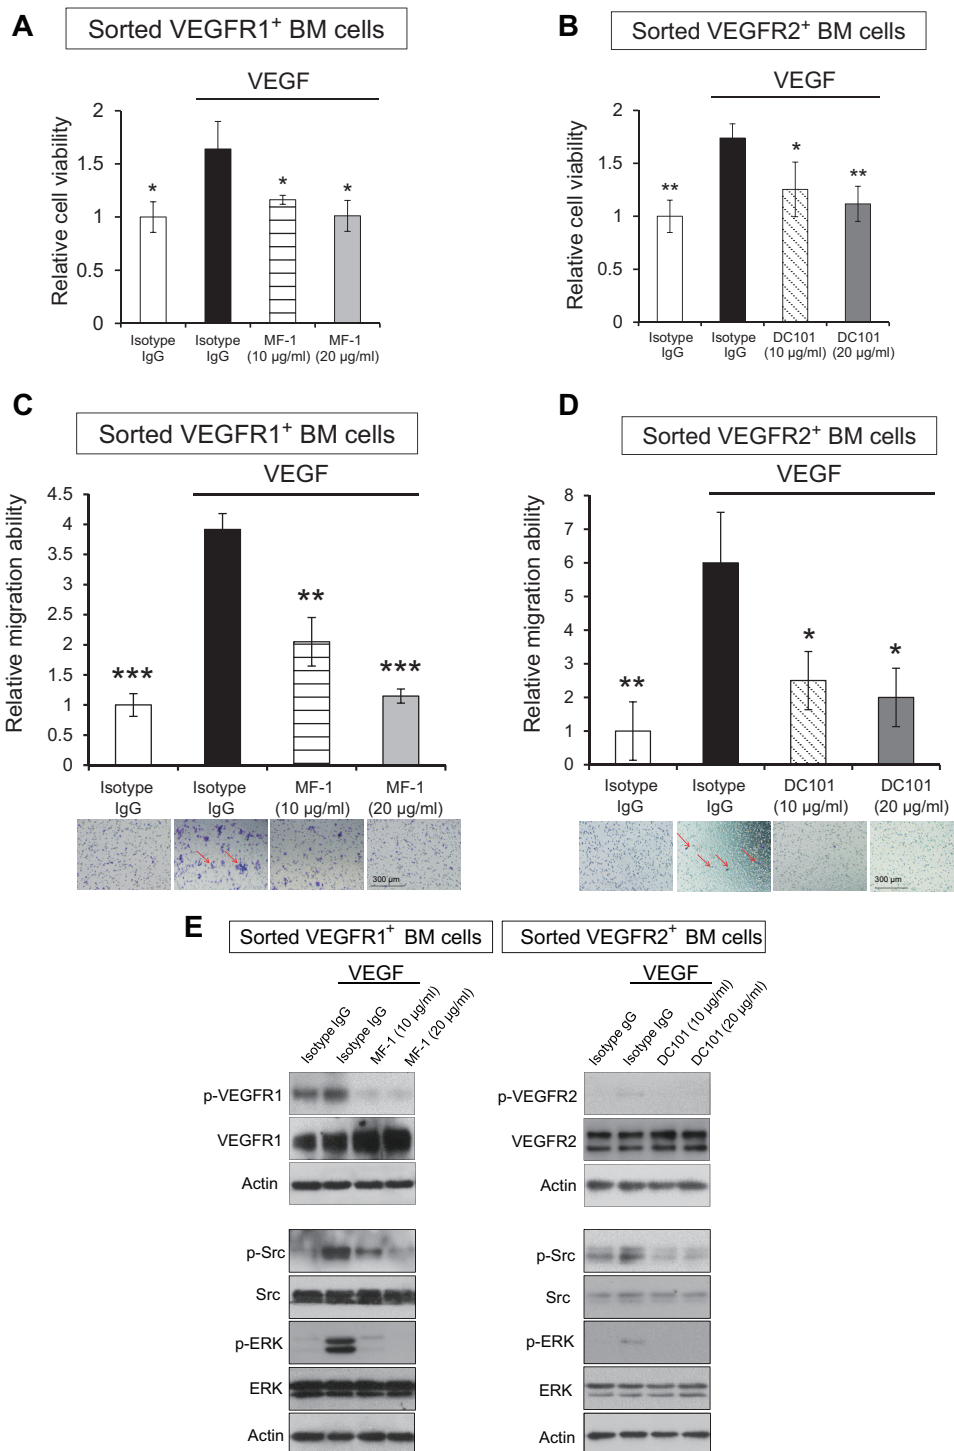 A
Sorted VEGFR1+ BM cells
VEGF
Relative cell viability
2
1.5
1
0.5
0
*
*
*
Isotype IgG
Isotype IgG
MF-1 (10 µg/ml)
MF-1 (20 µg/ml)
B
Sorted VEGFR2+ BM cells
VEGF
Relative cell viability
2
1.5
1
0.5
0
**
*
**
Isotype IgG
Isotype IgG
DC101 (10 µg/ml)
DC101 (20 µg/ml)
C
Sorted VEGFR1+ BM cells
VEGF
Relative migration ability
4.5
4
3.5
3
2.5
2
1.5
1
0.5
0
***
**
***
Isotype IgG
Isotype IgG
MF-1 (10 µg/ml)
MF-1 (20 µg/ml)
300 µm
D
Sorted VEGFR2+ BM cells
VEGF
Relative migration ability
8
7
6
5
4
3
2
1
0
**
*
*
Isotype IgG
Isotype IgG
DC101 (10 µg/ml)
DC101 (20 µg/ml)
300 µm
E
Sorted VEGFR1+ BM cells
VEGF
Isotype IgG
Isotype IgG
MF-1 (10 µg/ml)
MF-1 (20 µg/ml)
p-VEGFR1
VEGFR1
Actin
p-Src
Src
p-ERK
ERK
Actin
Sorted VEGFR2+ BM cells
VEGF
Isotype gG
Isotype IgG
DC101 (10 µg/ml)
DC101 (20 µg/ml)
p-VEGFR2
VEGFR2
Actin
p-Src
Src
p-ERK
ERK
Actin